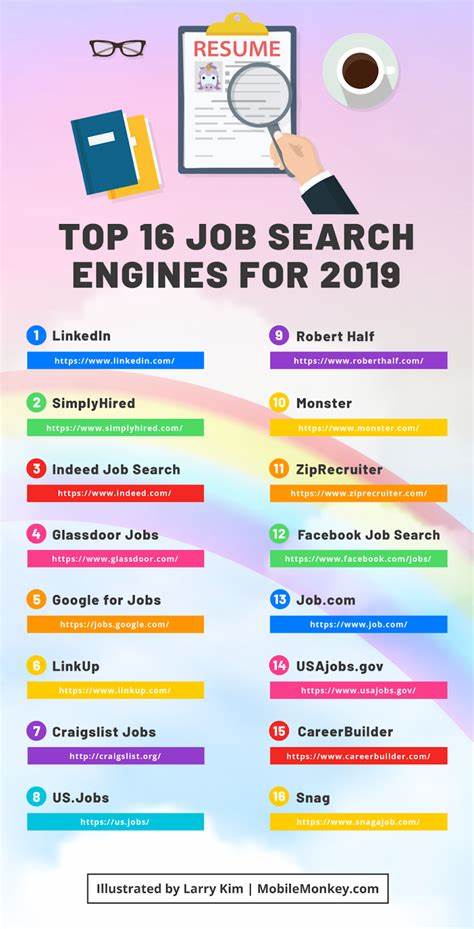 RESUME
TOP 16 JOB SEARCH
ENGINES FOR 2019
1 LinkedIn
https://www.linkedin.com/
2 SimplyHired
https://www.simplyhired.com/
3 Indeed Job Search
https://www.indeed.com/
4 Glassdoor Jobs
https://www.glassdoor.com/
5 Google for Jobs
https://jobs.google.com/
6 LinkUp
https://www.linkup.com/
7 Craigslist Jobs
http://craigslist.org/
8 US.Jobs
https://us.jobs/
9 Robert Half
https://www.roberthalf.com/
10 Monster
https://www.monster.com/
11 ZipRecruiter
https://www.ziprecruiter.com/
12 Facebook Job Search
https://www.facebook.com/jobs/
13 Job.com
https://www.job.com/
14 USAjobs.gov
https://www.usajobs.gov/
15 CareerBuilder
https://www.careerbuilder.com/
16 Snag
https://www.snagajob.com/
Illustrated by Larry Kim | MobileMonkey.com